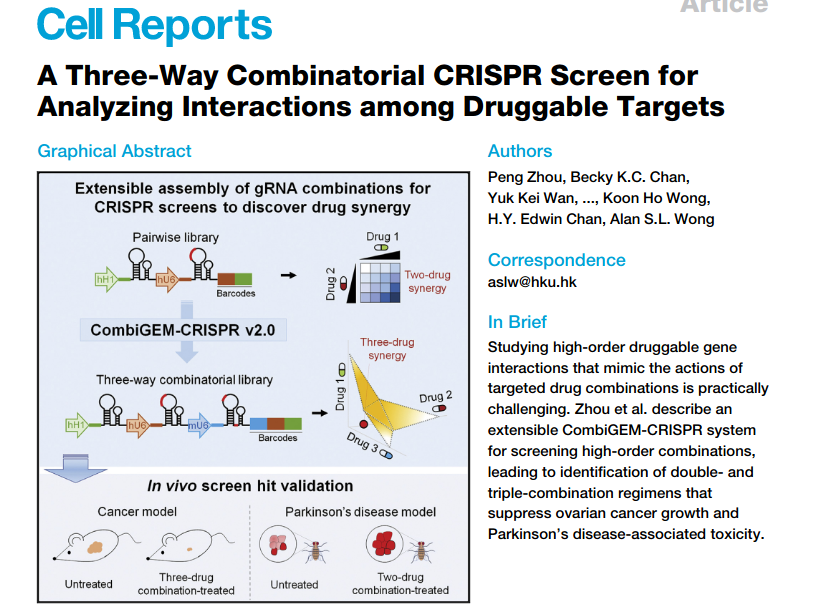 Article
Cell Reports
A Three-Way Combinatorial CRISPR Screen for
Analyzing Interactions among Druggable Targets
Graphical Abstract
Extensible assembly of gRNA combinations for
CRISPR screens to discover drug synergy
Pairwise library
hH1
hU6
Barcodes
Drug 1
Drug 2
Two-drug
synergy
CombiGEM-CRISPR v2.0
Three-way combinatorial library
hH1
hU6
mU6
Barcodes
Three-drug
synergy
Drug 1
Drug 2
Drug 3
In vivo screen hit validation
Cancer model
Untreated
Three-drug
combination-treated
Parkinson's disease model
Untreated
Two-drug
combination-treated
Authors
Peng Zhou, Becky K.C. Chan,
Yuk Kei Wan, ..., Koon Ho Wong,
H.Y. Edwin Chan, Alan S.L. Wong
Correspondence
aslw@hku.hk
In Brief
Studying high-order druggable gene
interactions that mimic the actions of
targeted drug combinations is practically
challenging. Zhou et al. describe an
extensible CombiGEM-CRISPR system
for screening high-order combinations,
leading to identification of double- and
triple-combination regimens that
suppress ovarian cancer growth and
Parkinson's disease-associated toxicity.